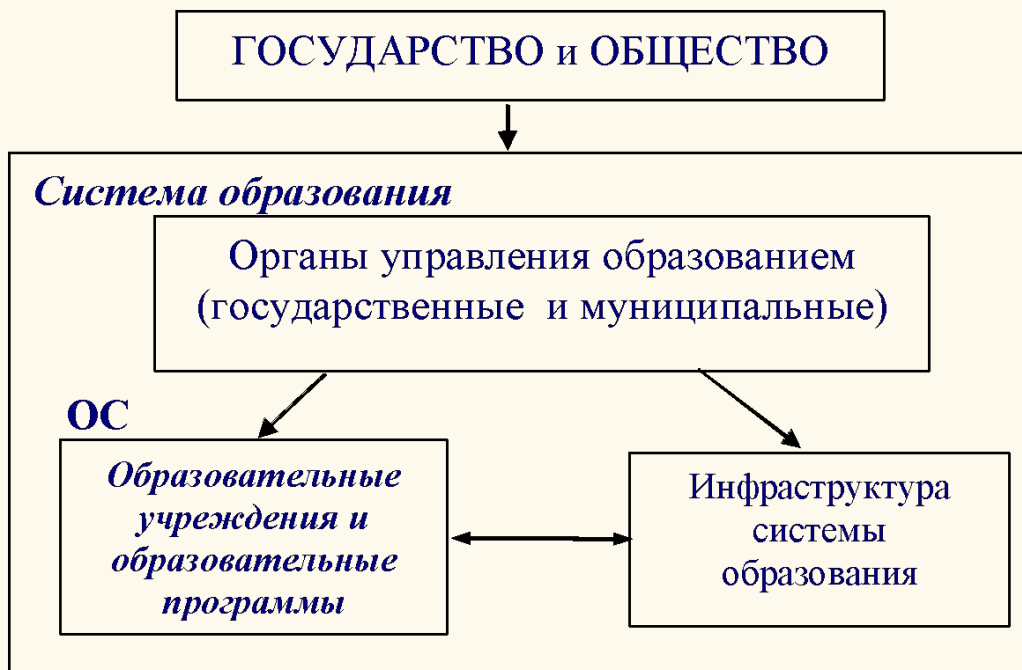 ГОСУДАРСТВО и ОБЩЕСТВО
Система образования
Органы управления образованием
(государственные и муниципальные)
ОС
Образовательные
учреждения и
образовательные
программы
Инфраструктура
системы
образования